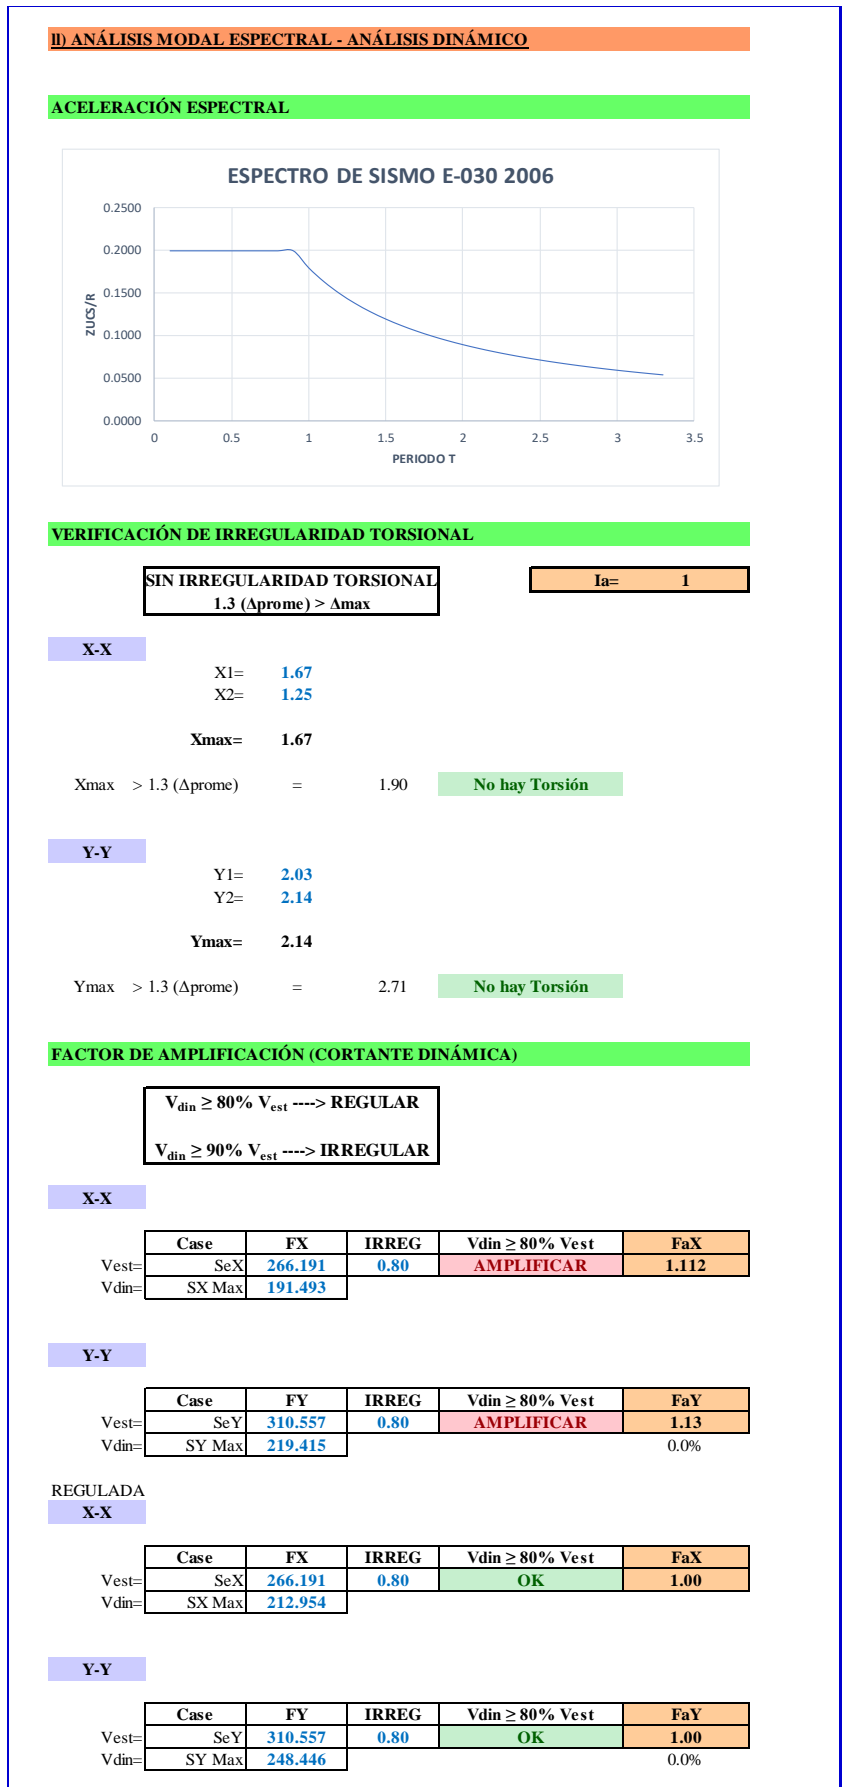 ll) ANÁLISIS MODAL ESPECTRAL - ANÁLISIS DINÁMICO
ACELERACIÓN ESPECTRAL
ESPECTRO DE SISMO E-030 2006
0.2500
0.2000
0.1500
0.1000
0.0500
0.0000
ZUCS/R
0 0.5 1 1.5 2 2.5 3 3.5
PERIODO T
VERIFICACIÓN DE IRREGULARIDAD TORSIONAL
SIN IRREGULARIDAD TORSIONAL Ia= 1
1.3 (Δprome) > Δmax
X-X
X1= 1.67
X2= 1.25
Xmax= 1.67
Xmax > 1.3 (Δprome) = 1.90 No hay Torsión
Y-Y
Y1= 2.03
Y2= 2.14
Ymax= 2.14
Ymax > 1.3 (Δprome) = 2.71 No hay Torsión
FACTOR DE AMPLIFICACIÓN (CORTANTE DINÁMICA)
Vdin ≥ 80% Vest ----> REGULAR
Vdin ≥ 90% Vest ----> IRREGULAR
X-X
Case FX IRREG Vdin ≥ 80% Vest FaX
Vest= SeX 266.191 0.80 AMPLIFICAR 1.112
Vdin= SX Max 191.493
Y-Y
Case FY IRREG Vdin ≥ 80% Vest FaY
Vest= SeY 310.557 0.80 AMPLIFICAR 1.13
Vdin= SY Max 219.415 0.0%
REGULADA
X-X
Case FX IRREG Vdin ≥ 80% Vest FaX
Vest= SeX 266.191 0.80 OK 1.00
Vdin= SX Max 212.954
Y-Y
Case FY IRREG Vdin ≥ 80% Vest FaY
Vest= SeY 310.557 0.80 OK 1.00
Vdin= SY Max 248.446 0.0%